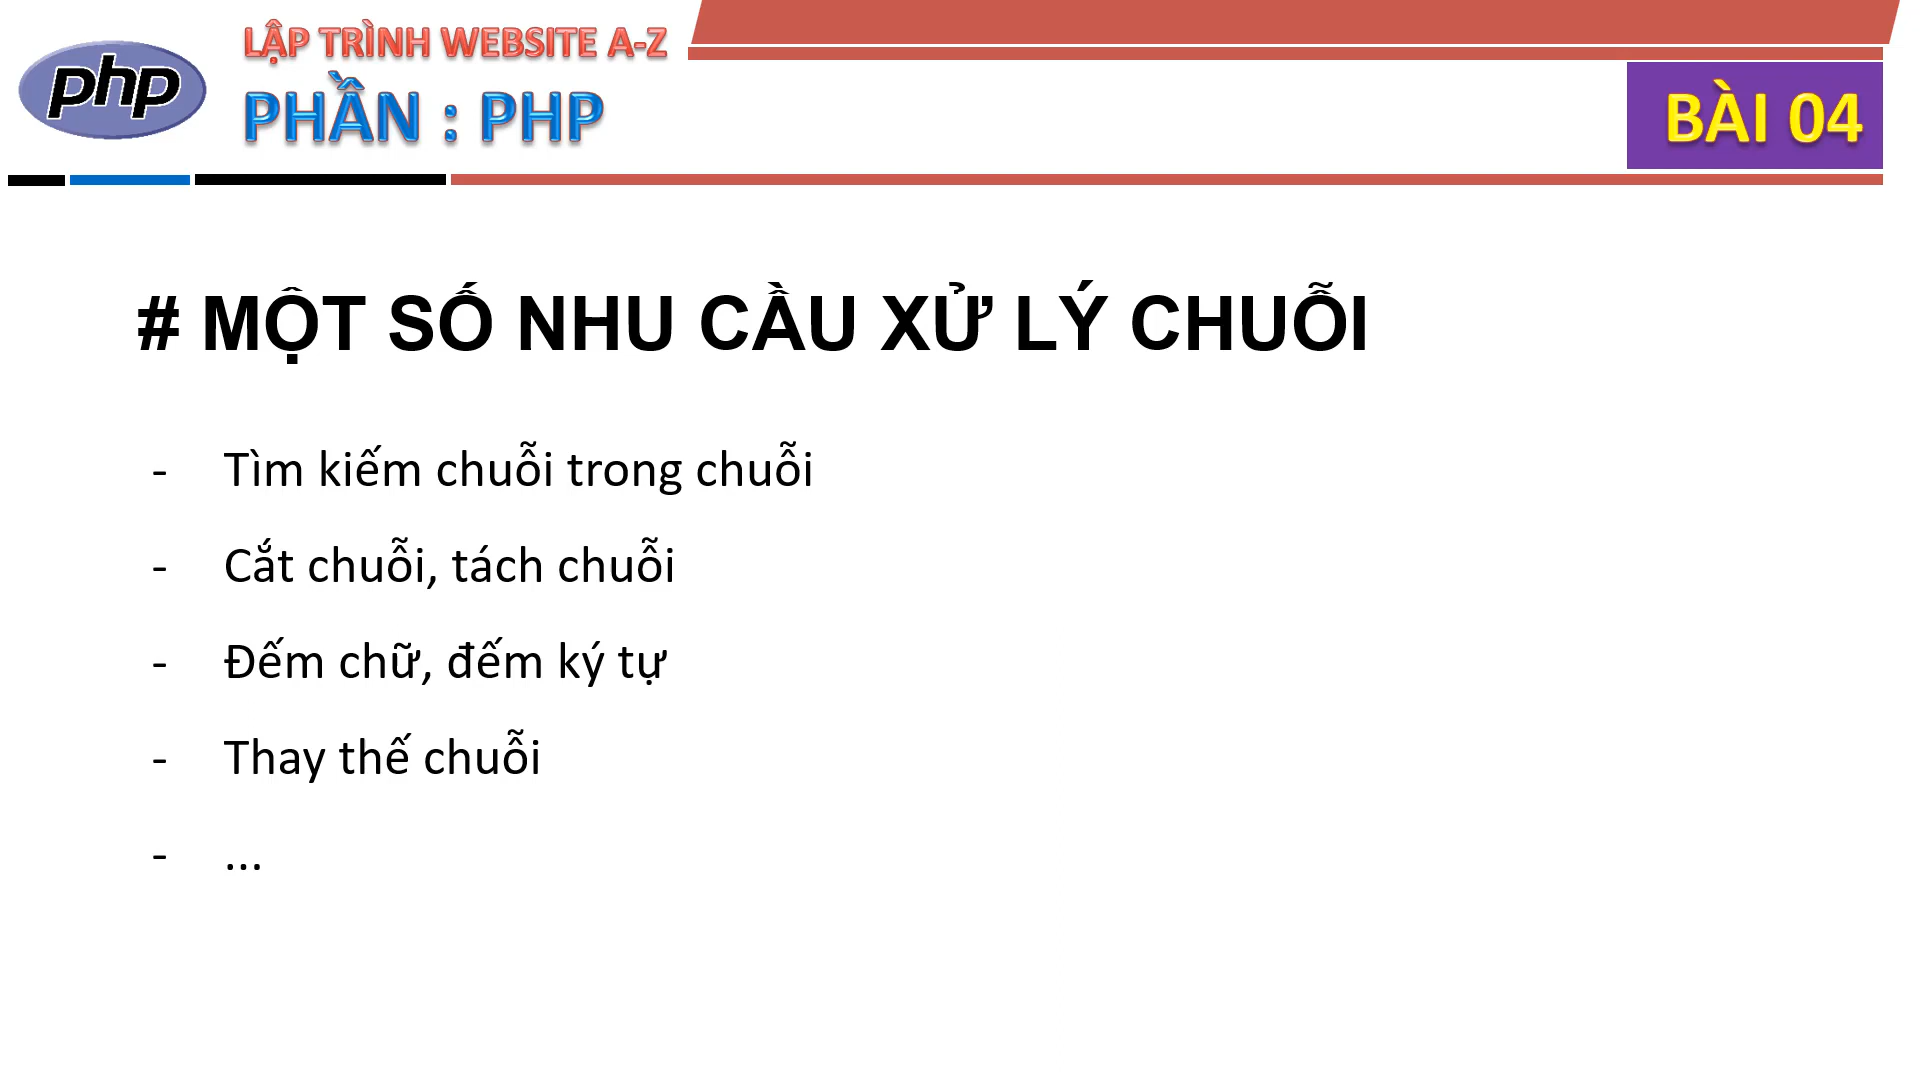 php
LẬP TRÌNH WEBSITE A-Z
PHẦN : PHP
BÀI 04
# MỘT SỐ NHU CẦU XỬ LÝ CHUỖI
- Tìm kiếm chuỗi trong chuỗi
- Cắt chuỗi, tách chuỗi
- Đếm chữ, đếm ký tự
- Thay thế chuỗi
- ...